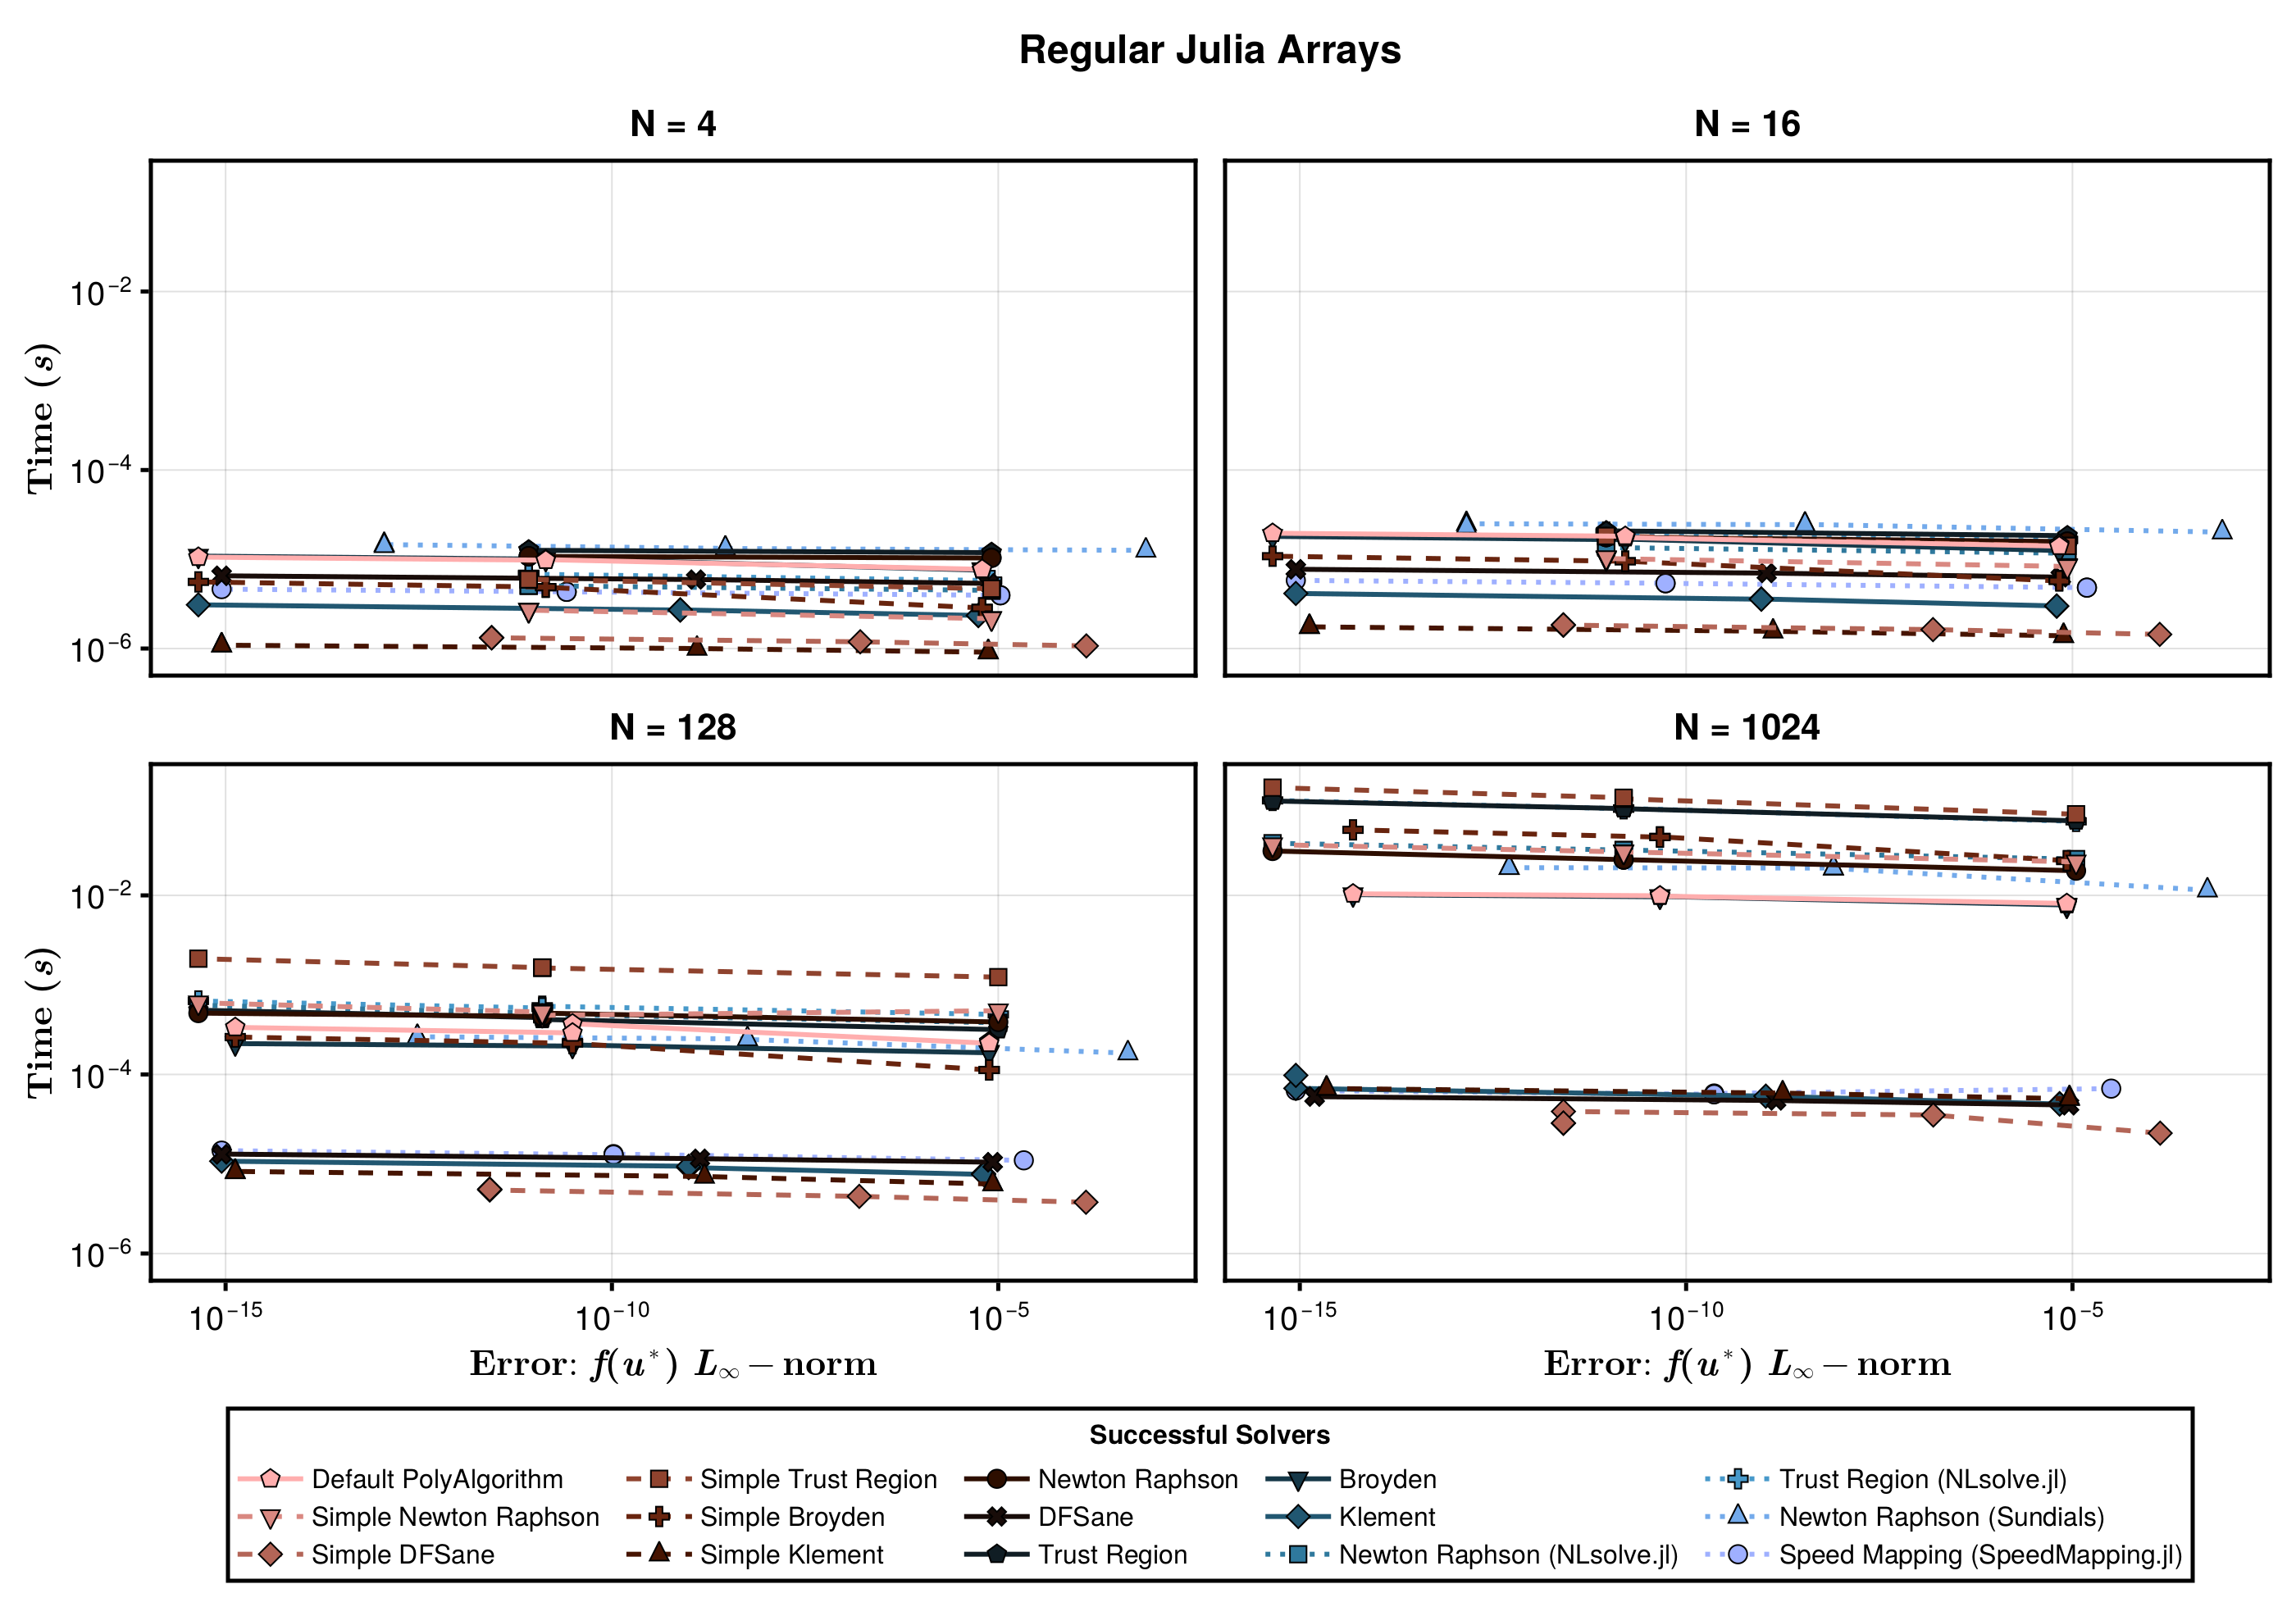 Regular Julia Arrays
N = 4
N = 16
Time (s)
10⁻²
10⁻⁴
10⁻⁶
N = 128
N = 1024
Time (s)
10⁻²
10⁻⁴
10⁻⁶
10⁻¹⁵ 10⁻¹⁰ 10⁻⁵
10⁻¹⁵ 10⁻¹⁰ 10⁻⁵
Error: f(u*) L∞ − norm
Error: f(u*) L∞ − norm
Successful Solvers
Default PolyAlgorithm
Simple Newton Raphson
Simple DFSane
Simple Trust Region
Simple Broyden
Simple Klement
Newton Raphson
DFSane
Trust Region
Broyden
Klement
Newton Raphson (NLsolve.jl)
Trust Region (NLsolve.jl)
Newton Raphson (Sundials)
Speed Mapping (SpeedMapping.jl)